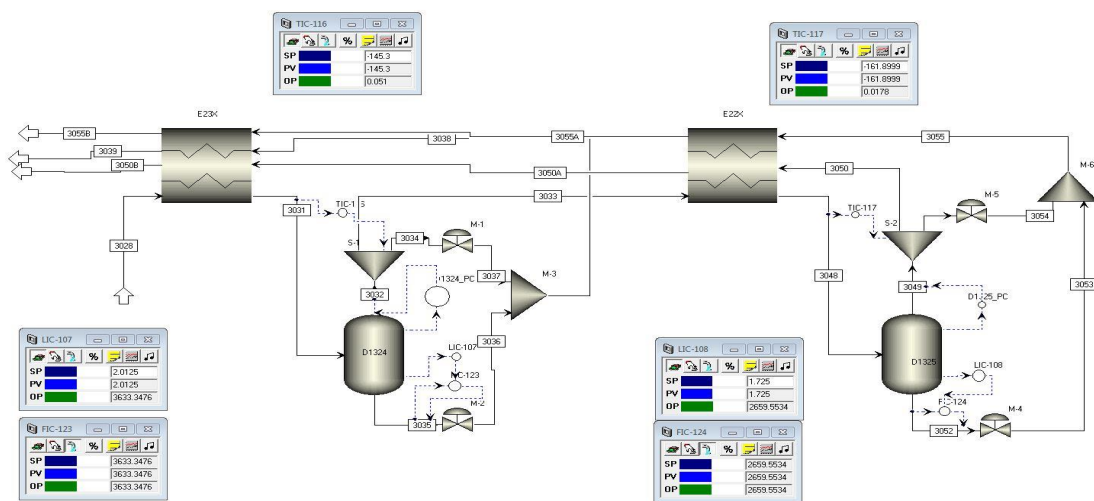 TIC-116
%
SP -145.3
PV -145.3
OP 0.051
TIC-117
%
SP -161.8999
PV -161.8999
OP 0.0178
E23X
E22X
3055B
3038
3055A
3055
3039
3050B
3050A
3050
3033
M-6
3031
TIC-1
S
TIC-117
M-5
3054
S-2
3028
3034
M-1
S-1
3037
M-3
3048
3053
3032
1324_PC
3049
D1 25_PC
3036
D1324
LIC-107
D1325
LIC-108
-123
-124
M-2
3035
3052
M-4
LIC-107
%
SP 2.0125
PV 2.0125
OP 3633.3476
FIC-123
%
SP 3633.3476
PV 3633.3476
OP 3633.3476
LIC-108
%
SP 1.725
PV 1.725
OP 2659.5534
FIC-124
%
SP 2659.5534
PV 2659.5534
OP 2659.5534